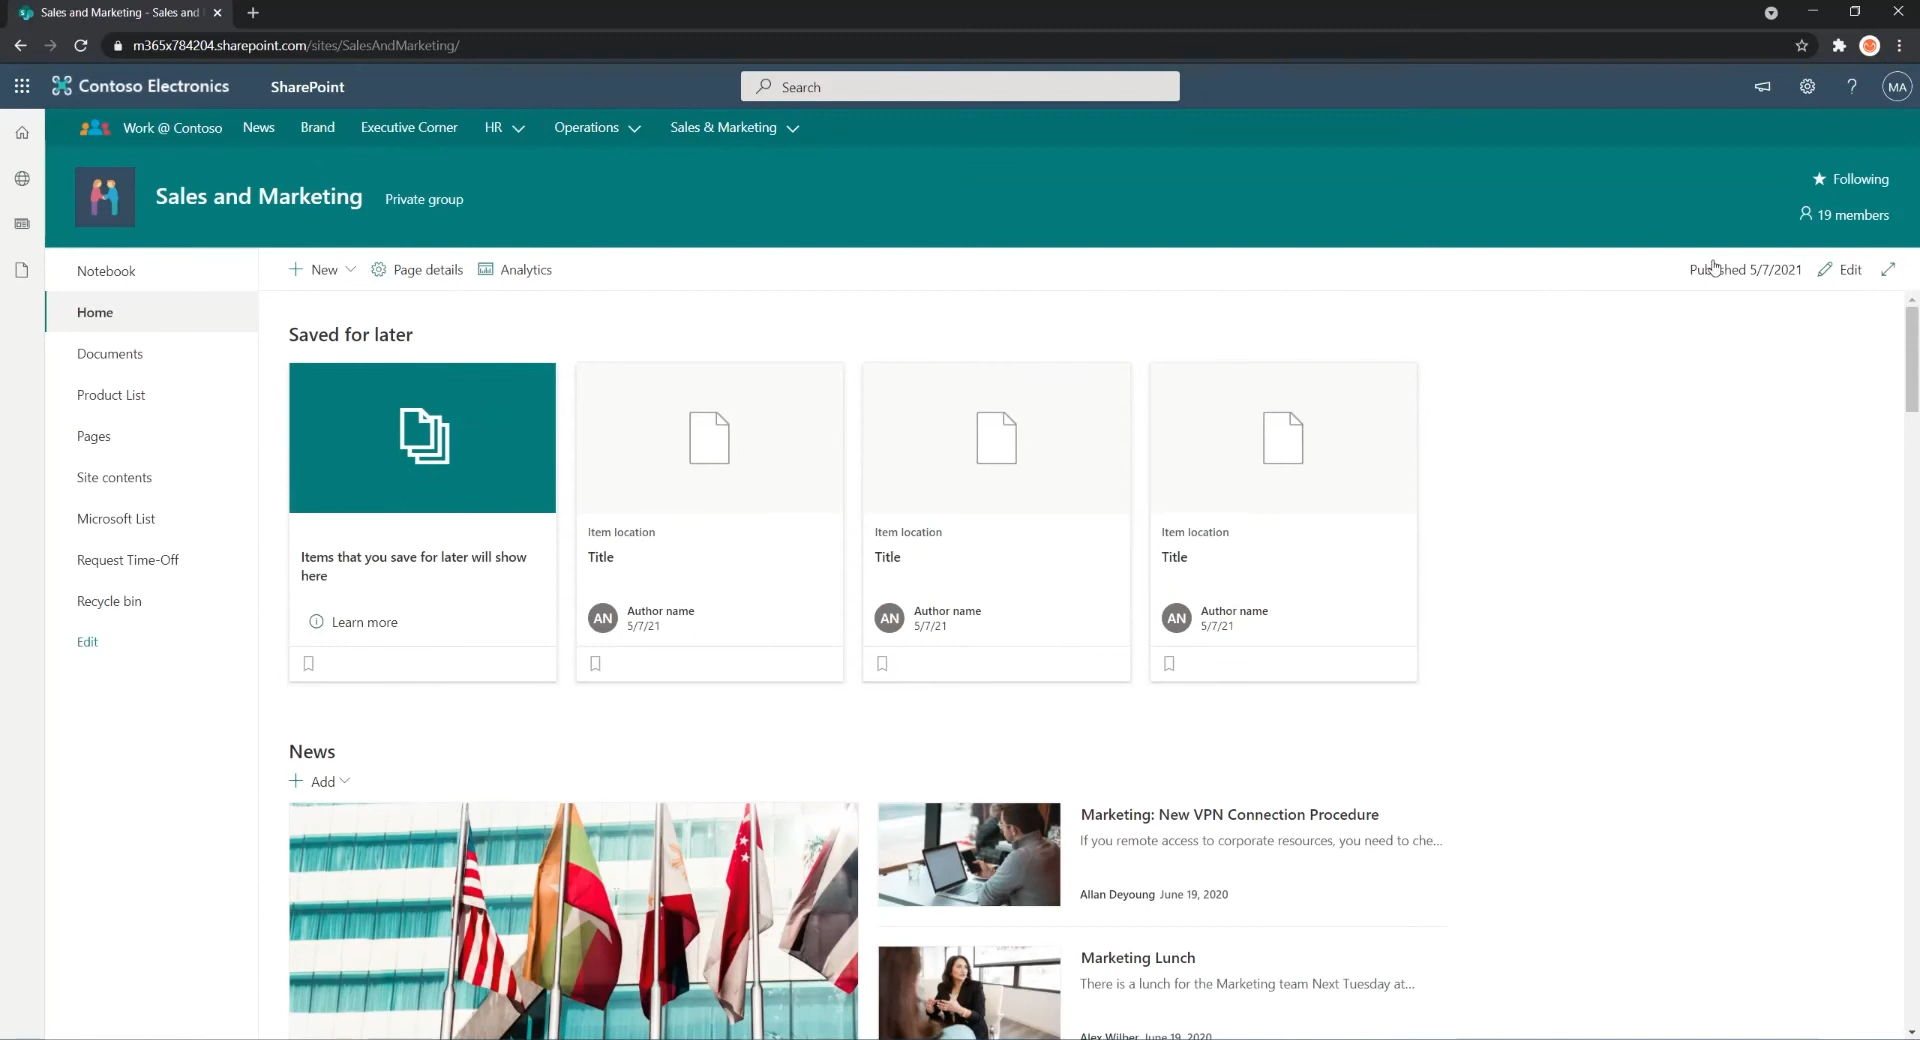 Sales and Marketing - Sales and
m365x784204.sharepoint.com/sites/SalesAndMarketing/
Contoso Electronics
SharePoint
Search
MA
Work @ Contoso
News
Brand
Executive Corner
HR
Operations
Sales & Marketing
Sales and Marketing
Private group
Following
19 members
Notebook
Home
Documents
Product List
Pages
Site contents
Microsoft List
Request Time-Off
Recycle bin
Edit
New
Page details
Analytics
Published 5/7/2021
Edit
Saved for later
Items that you save for later will show
here
Learn more
Item location
Title
AN
Author name
5/7/21
Item location
Title
AN
Author name
5/7/21
Item location
Title
AN
Author name
5/7/21
News
Add
Marketing: New VPN Connection Procedure
If you remote access to corporate resources, you need to che...
Allan Deyoung June 19, 2020
Marketing Lunch
There is a lunch for the Marketing team Next Tuesday at...
Alex Wilber June 19, 2020